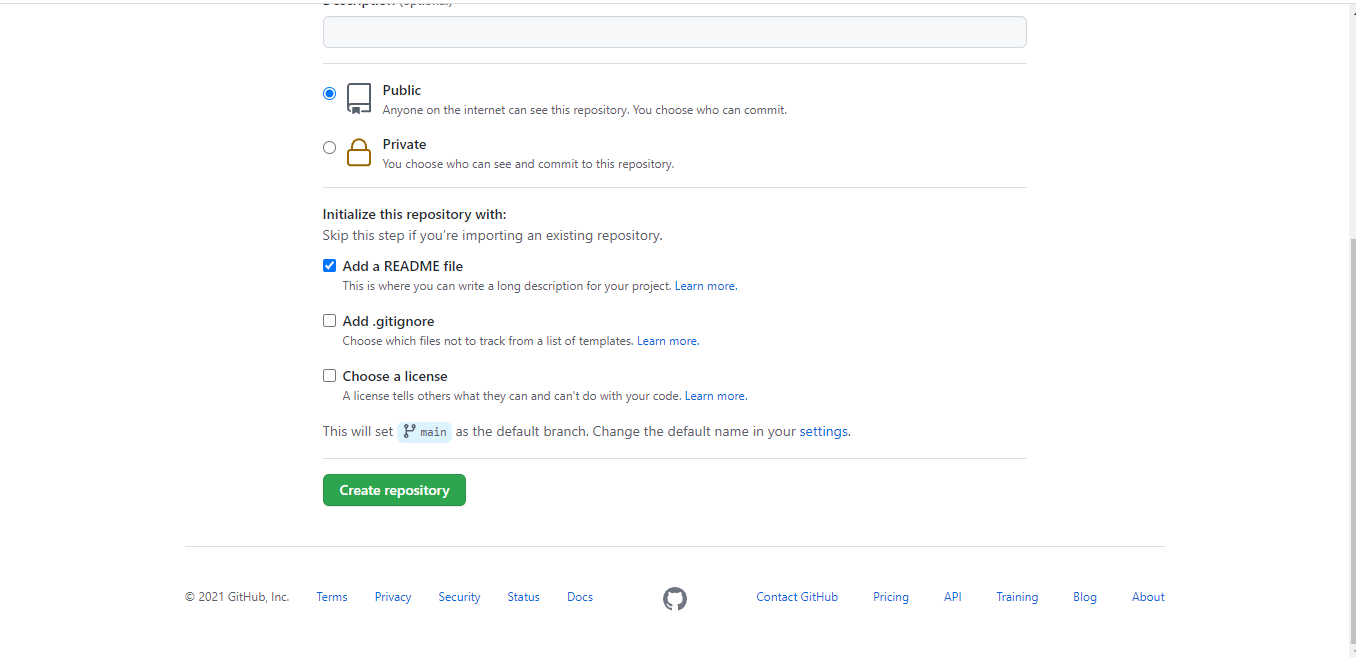 Description (optional)
Public
Anyone on the internet can see this repository. You choose who can commit.
Private
You choose who can see and commit to this repository.
Initialize this repository with:
Skip this step if you're importing an existing repository.
Add a README file
This is where you can write a long description for your project. Learn more.
Add .gitignore
Choose which files not to track from a list of templates. Learn more.
Choose a license
A license tells others what they can and can't do with your code. Learn more.
This will set main as the default branch. Change the default name in your settings.
Create repository
© 2021 GitHub, Inc. Terms Privacy Security Status Docs Contact GitHub Pricing API Training Blog About